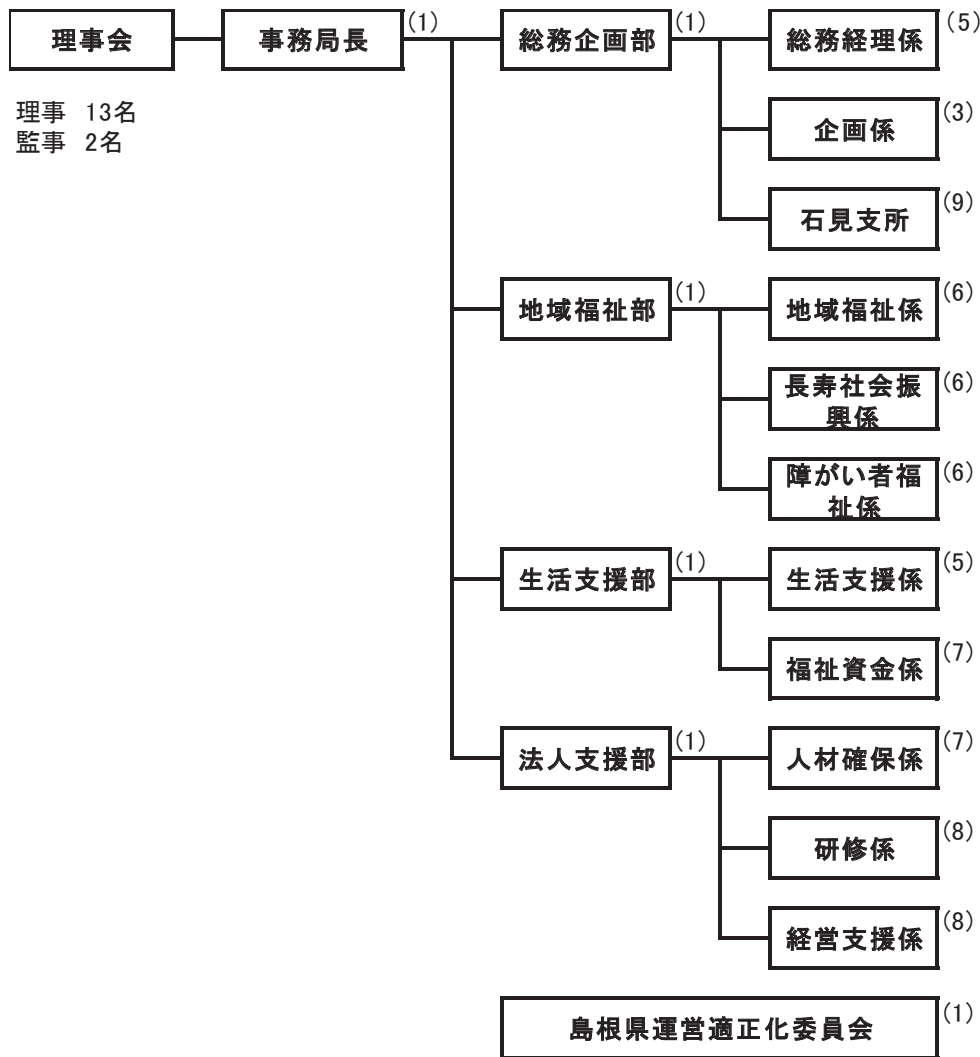 理事会 事務局長 (1) 総務企画部 (1) 総務経理係 (5)
理事 13名
監事 2名
企画係 (3)
石見支所 (9)
地域福祉部 (1) 地域福祉係 (6)
長寿社会振
興係 (6)
障がい者福
祉係 (6)
生活支援部 (1) 生活支援係 (5)
福祉資金係 (7)
法人支援部 (1) 人材確保係 (7)
研修係 (8)
経営支援係 (8)
島根県運営適正化委員会 (1)